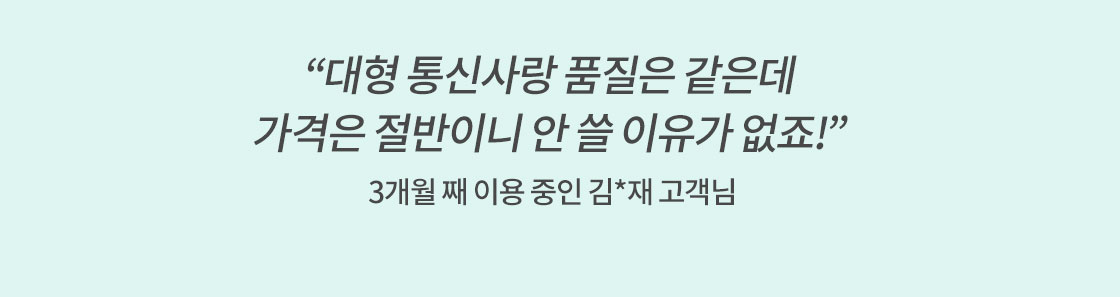 “대형 통신사랑 품질은 같은데
가격은 절반이니 안 쓸 이유가 없죠!”
3개월 째 이용 중인 김*재 고객님